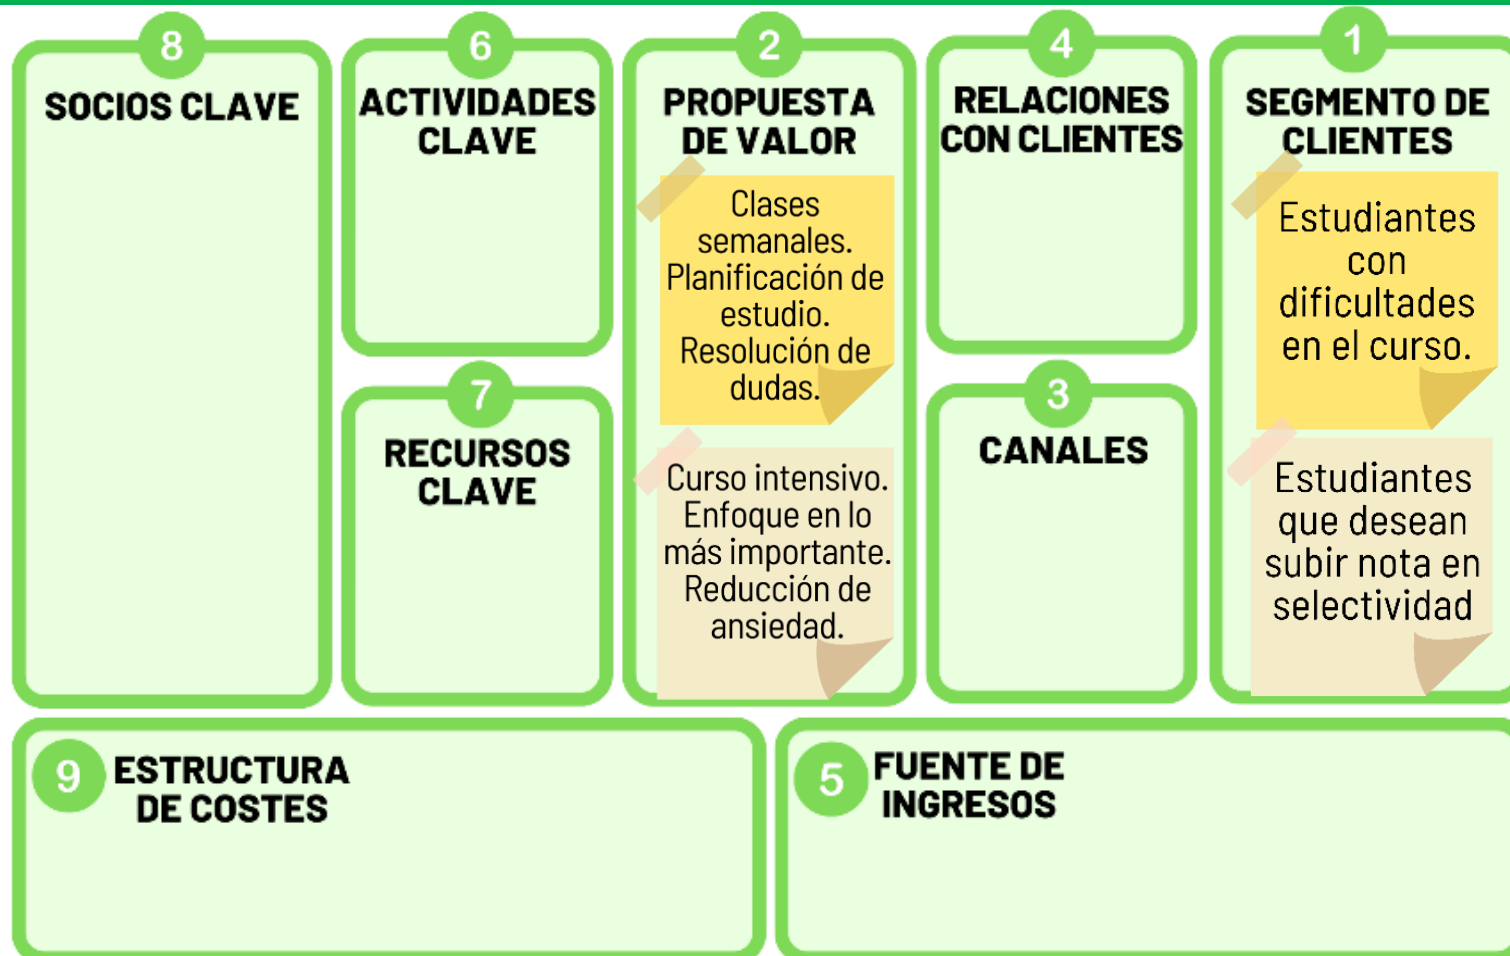 8
SOCIOS CLAVE
6
ACTIVIDADES
CLAVE
7
RECURSOS
CLAVE
2
PROPUESTA
DE VALOR
Clases
semanales.
Planificación de
estudio.
Resolución de
dudas.
Curso intensivo.
Enfoque en lo
más importante.
Reducción de
ansiedad.
4
RELACIONES
CON CLIENTES
3
CANALES
1
SEGMENTO DE
CLIENTES
Estudiantes
con
dificultades
en el curso.
Estudiantes
que desean
subir nota en
selectividad
9
ESTRUCTURA
DE COSTES
5
FUENTE DE
INGRESOS